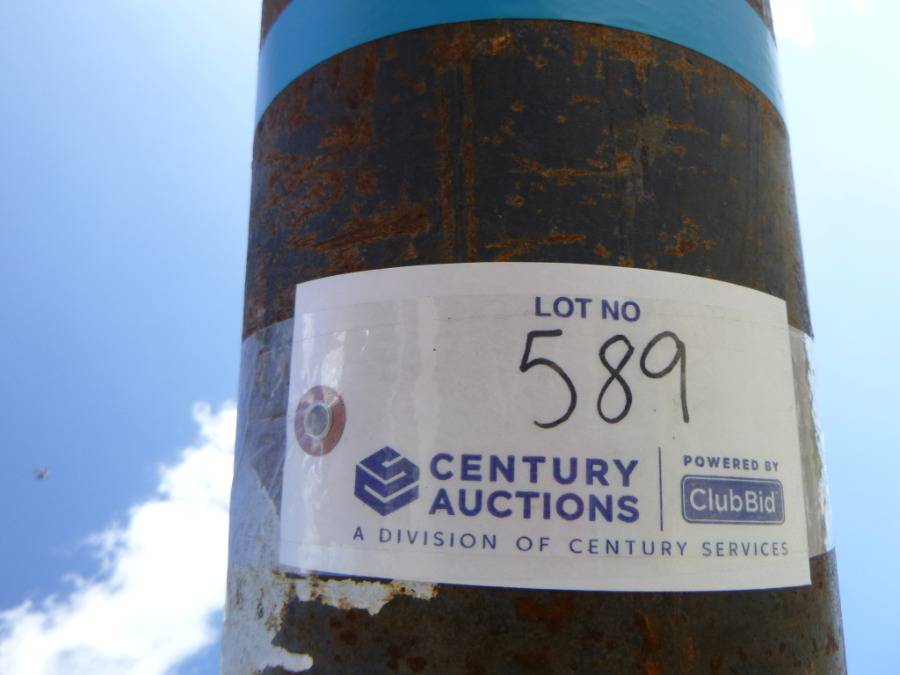 LOT NO
589
CENTURY
AUCTIONS
POWERED BY
ClubBid
A DIVISION OF CENTURY SERVICES